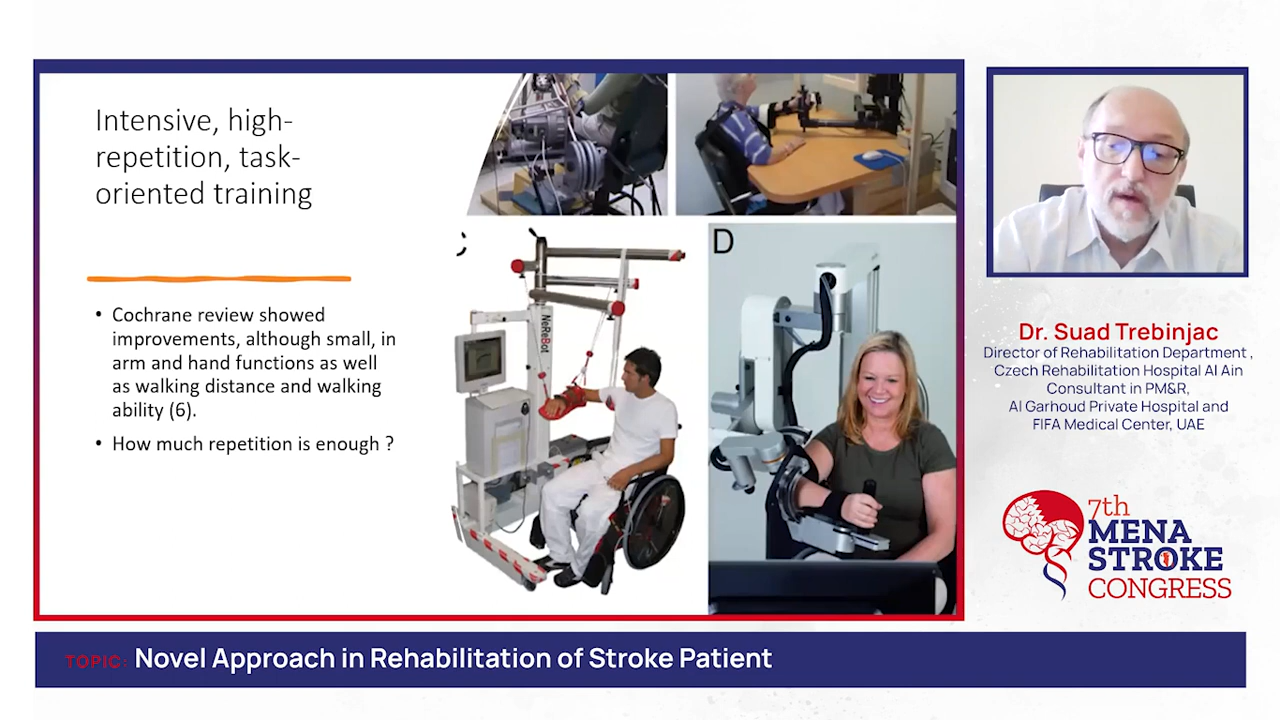 Intensive, high-
repetition, task-
oriented training
• Cochrane review showed
improvements, although small, in
arm and hand functions as well
as walking distance and walking
ability (6).
• How much repetition is enough ?
NeReBot
D
Dr. Suad Trebinjac
Director of Rehabilitation Department ,
Czech Rehabilitation Hospital Al Ain
Consultant in PM&R,
Al Garhoud Private Hospital and
FIFA Medical Center, UAE
7th
MENA
STROKE
CONGRESS
TOPIC: Novel Approach in Rehabilitation of Stroke Patient